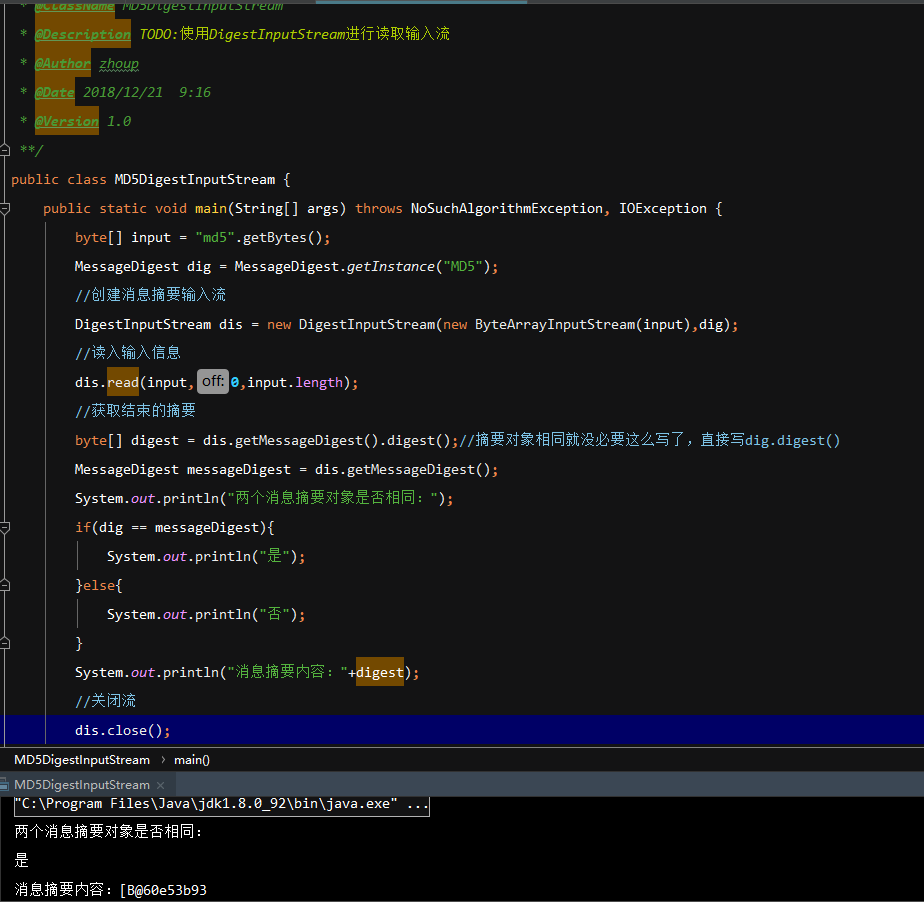 * @ClassName MD5DigestInputStream
* @Description TODO:使用DigestInputStream进行读取输入流
* @Author zhoup
* @Date 2018/12/21  9:16
* @Version 1.0
**/
public class MD5DigestInputStream {
public static void main(String[] args) throws NoSuchAlgorithmException, IOException {
byte[] input = "md5".getBytes();
MessageDigest dig = MessageDigest.getInstance("MD5");
//创建消息摘要输入流
DigestInputStream dis = new DigestInputStream(new ByteArrayInputStream(input),dig);
//读入输入信息
dis.read(input, off: 0,input.length);
//获取结束的摘要
byte[] digest = dis.getMessageDigest().digest();//摘要对象相同就没必要这么写了，直接写dig.digest()
MessageDigest messageDigest = dis.getMessageDigest();
System.out.println("两个消息摘要对象是否相同：");
if(dig == messageDigest){
System.out.println("是");
}else{
System.out.println("否");
}
System.out.println("消息摘要内容："+digest);
//关闭流
dis.close();
MD5DigestInputStream › main()
MD5DigestInputStream ×
"C:\Program Files\Java\jdk1.8.0_92\bin\java.exe" ...
两个消息摘要对象是否相同：
是
消息摘要内容：[B@60e53b93